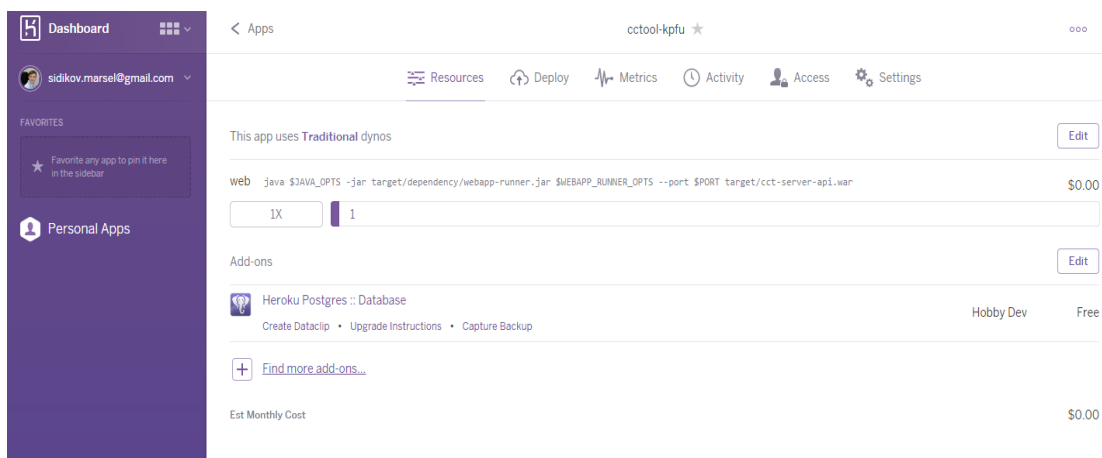 Dashboard
sidikov.marsel@gmail.com
FAVORITES
Favorite any app to pin it here
in the sidebar
Personal Apps
Apps
cctool-kpfu
Resources Deploy Metrics Activity Access Settings
This app uses Traditional dynos Edit
web java $JAVA_OPTS -jar target/dependency/webapp-runner.jar $WEBAPP_RUNNER_OPTS --port $PORT target/cct-server-api.war $0.00
1X 1
Add-ons Edit
Heroku Postgres :: Database
Create Dataclip • Upgrade Instructions • Capture Backup
Hobby Dev Free
Find more add-ons...
Est Monthly Cost $0.00